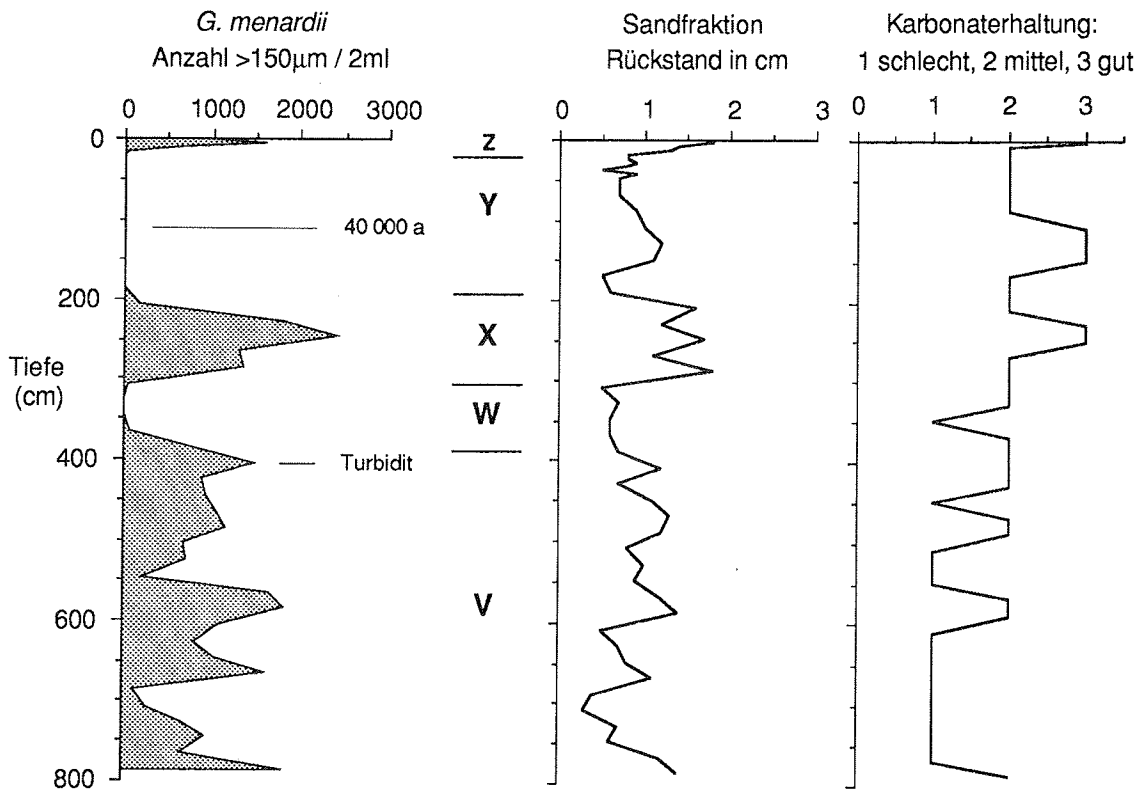 G. menardii
Anzahl >150µm / 2ml
Sandfraktion
Rückstand in cm
Karbonaterhaltung:
1 schlecht, 2 mittel, 3 gut
0 1000 2000 3000
0 1 2 3
0 1 2 3
0
200
400
600
800
Tiefe
(cm)
40 000 a
Turbidit
Z
Y
X
W
V